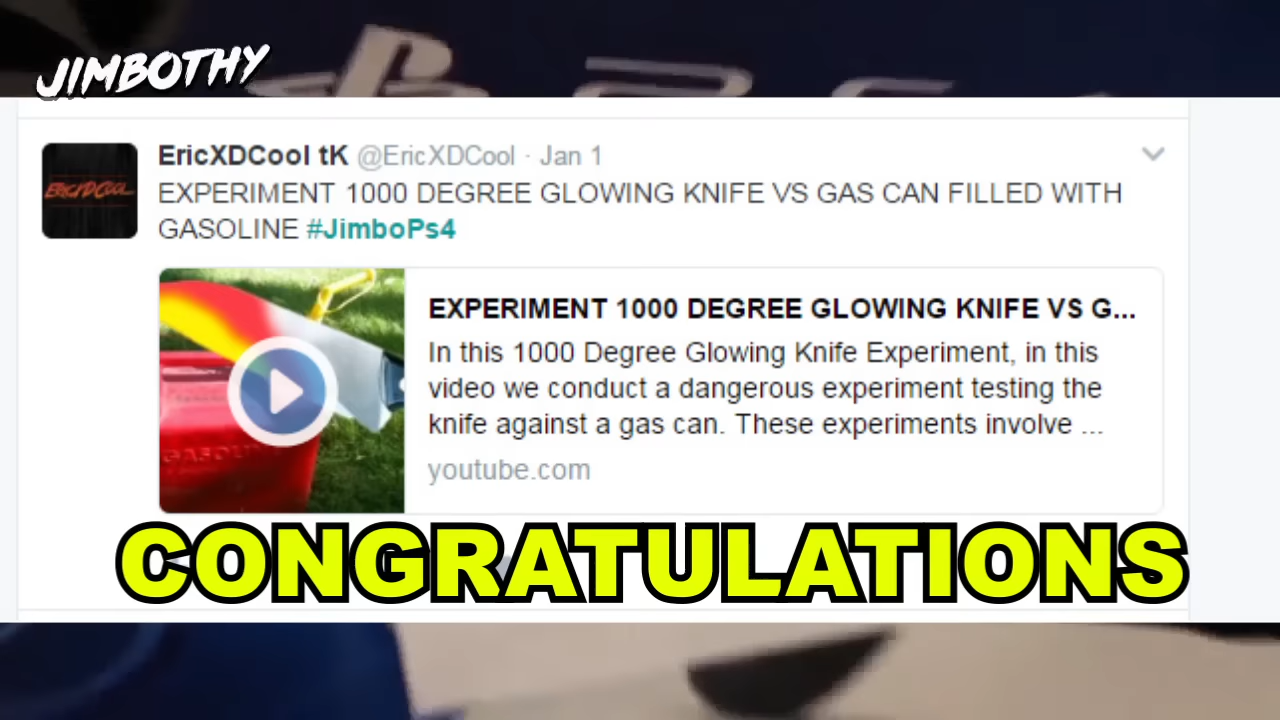 JIMBOTHY
EricXDCool tK @EricXDCool · Jan 1
EXPERIMENT 1000 DEGREE GLOWING KNIFE VS GAS CAN FILLED WITH
GASOLINE #JimboPs4
ERICXDCOOL
EXPERIMENT 1000 DEGREE GLOWING KNIFE VS G...
In this 1000 Degree Glowing Knife Experiment, in this
video we conduct a dangerous experiment testing the
knife against a gas can. These experiments involve ...
GASOLINE
youtube.com
CONGRATULATIONS